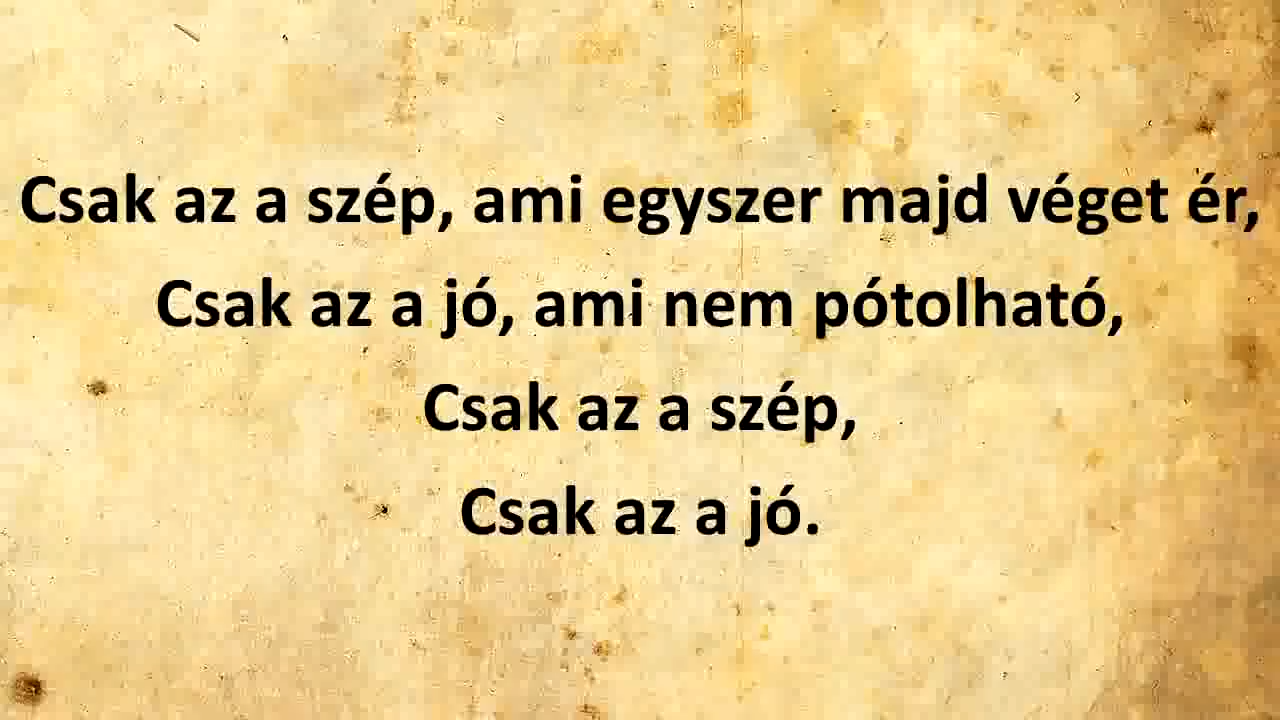 Csak az a szép, ami egyszer majd véget ér,
Csak az a jó, ami nem pótolható,
Csak az a szép,
Csak az a jó.